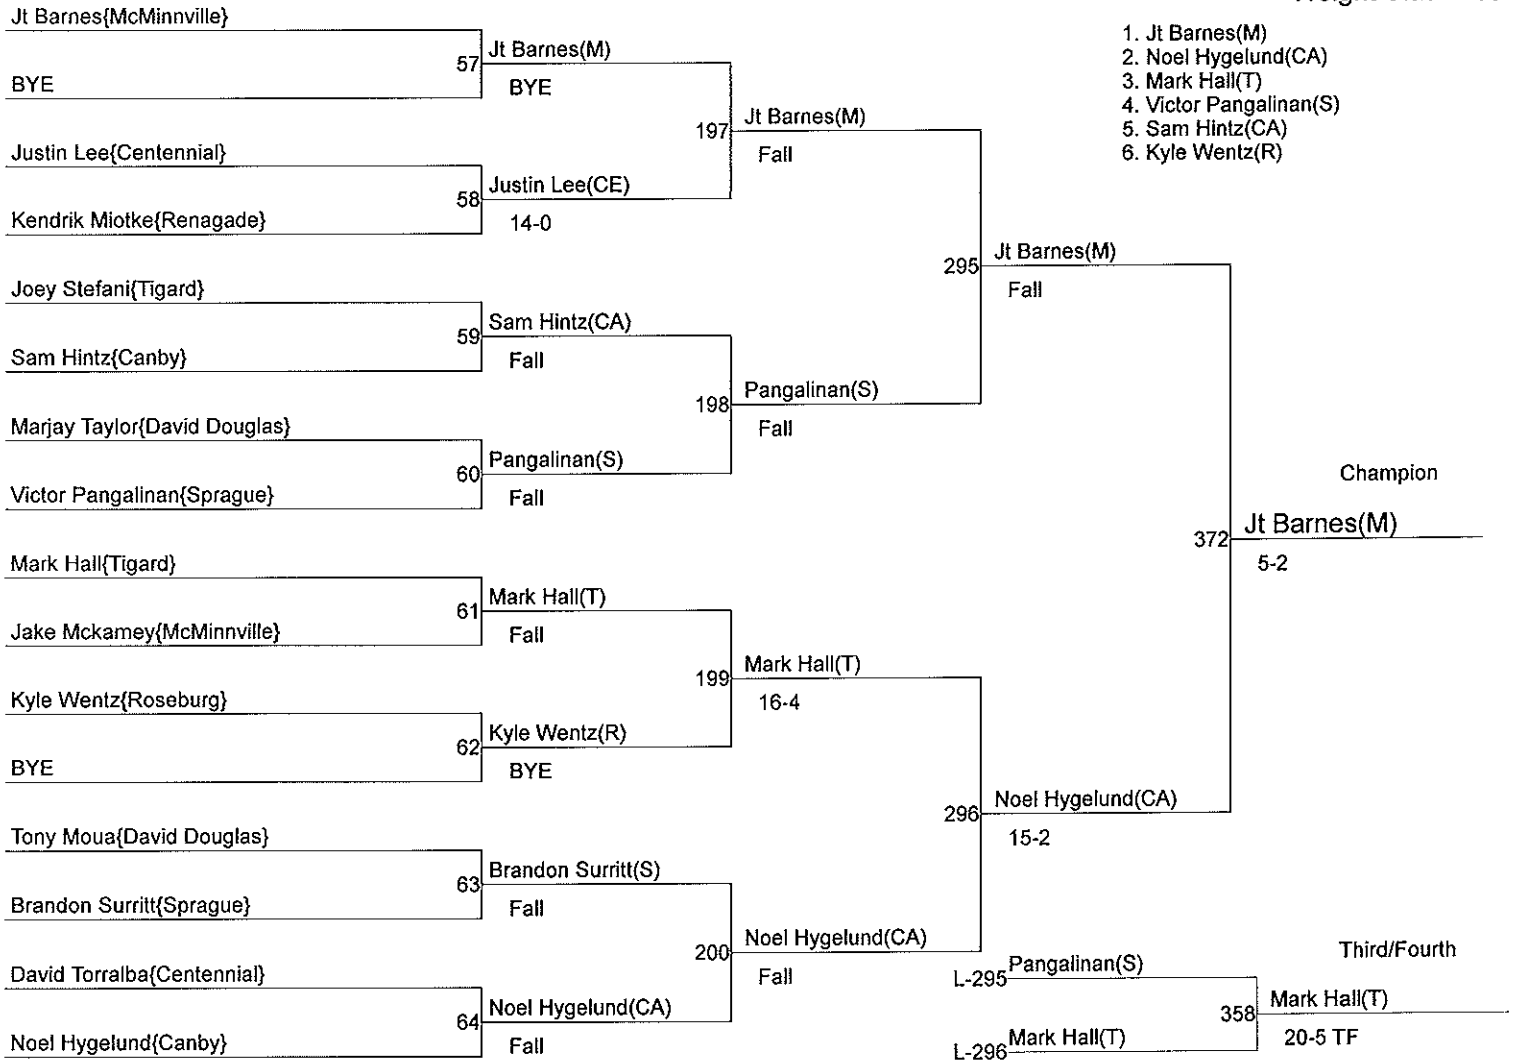 Jt Barnes{McMinnville}
57
Jt Barnes(M)
BYE
BYE
197
Jt Barnes(M)
Fall
Justin Lee{Centennial}
58
Justin Lee(CE)
14-0
Kendrik Miotke{Renagade}
295
Jt Barnes(M)
Fall
Joey Stefani{Tigard}
59
Sam Hintz(CA)
Fall
Sam Hintz{Canby}
198
Pangalinan(S)
Fall
Marjay Taylor{David Douglas}
60
Pangalinan(S)
Fall
Victor Pangalinan{Sprague}
Champion
372
Jt Barnes(M)
5-2
Mark Hall{Tigard}
61
Mark Hall(T)
Fall
Jake Mckamey{McMinnville}
199
Mark Hall(T)
16-4
Kyle Wentz{Roseburg}
62
Kyle Wentz(R)
BYE
BYE
296
Noel Hygelund(CA)
15-2
Tony Moua{David Douglas}
63
Brandon Surritt(S)
Fall
Brandon Surritt{Sprague}
200
Noel Hygelund(CA)
Fall
David Torralba{Centennial}
64
Noel Hygelund(CA)
Fall
Noel Hygelund{Canby}
1. Jt Barnes(M)
2. Noel Hygelund(CA)
3. Mark Hall(T)
4. Victor Pangalinan(S)
5. Sam Hintz(CA)
6. Kyle Wentz(R)
Third/Fourth
L-295
Pangalinan(S)
358
Mark Hall(T)
20-5 TF
L-296
Mark Hall(T)